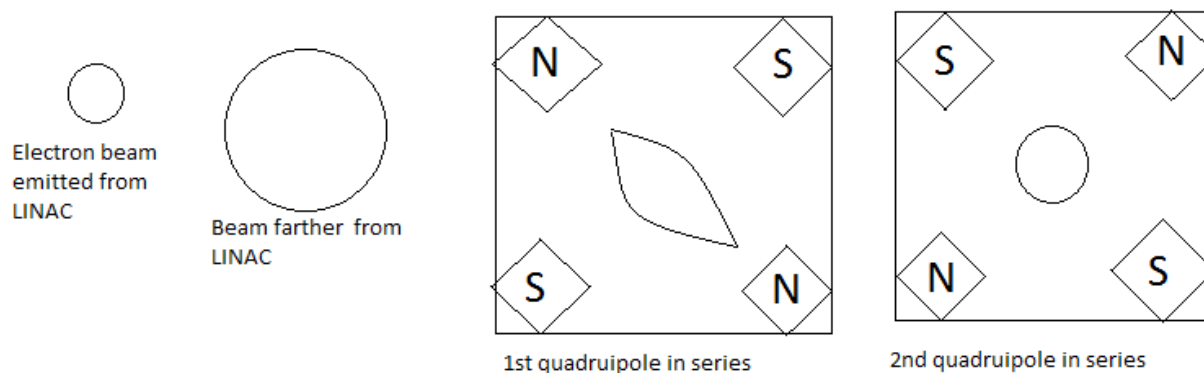 Electron beam
emitted from
LINAC
Beam farther from
LINAC
N S
S N
1st quadruipole in series
S N
N S
2nd quadruipole in series